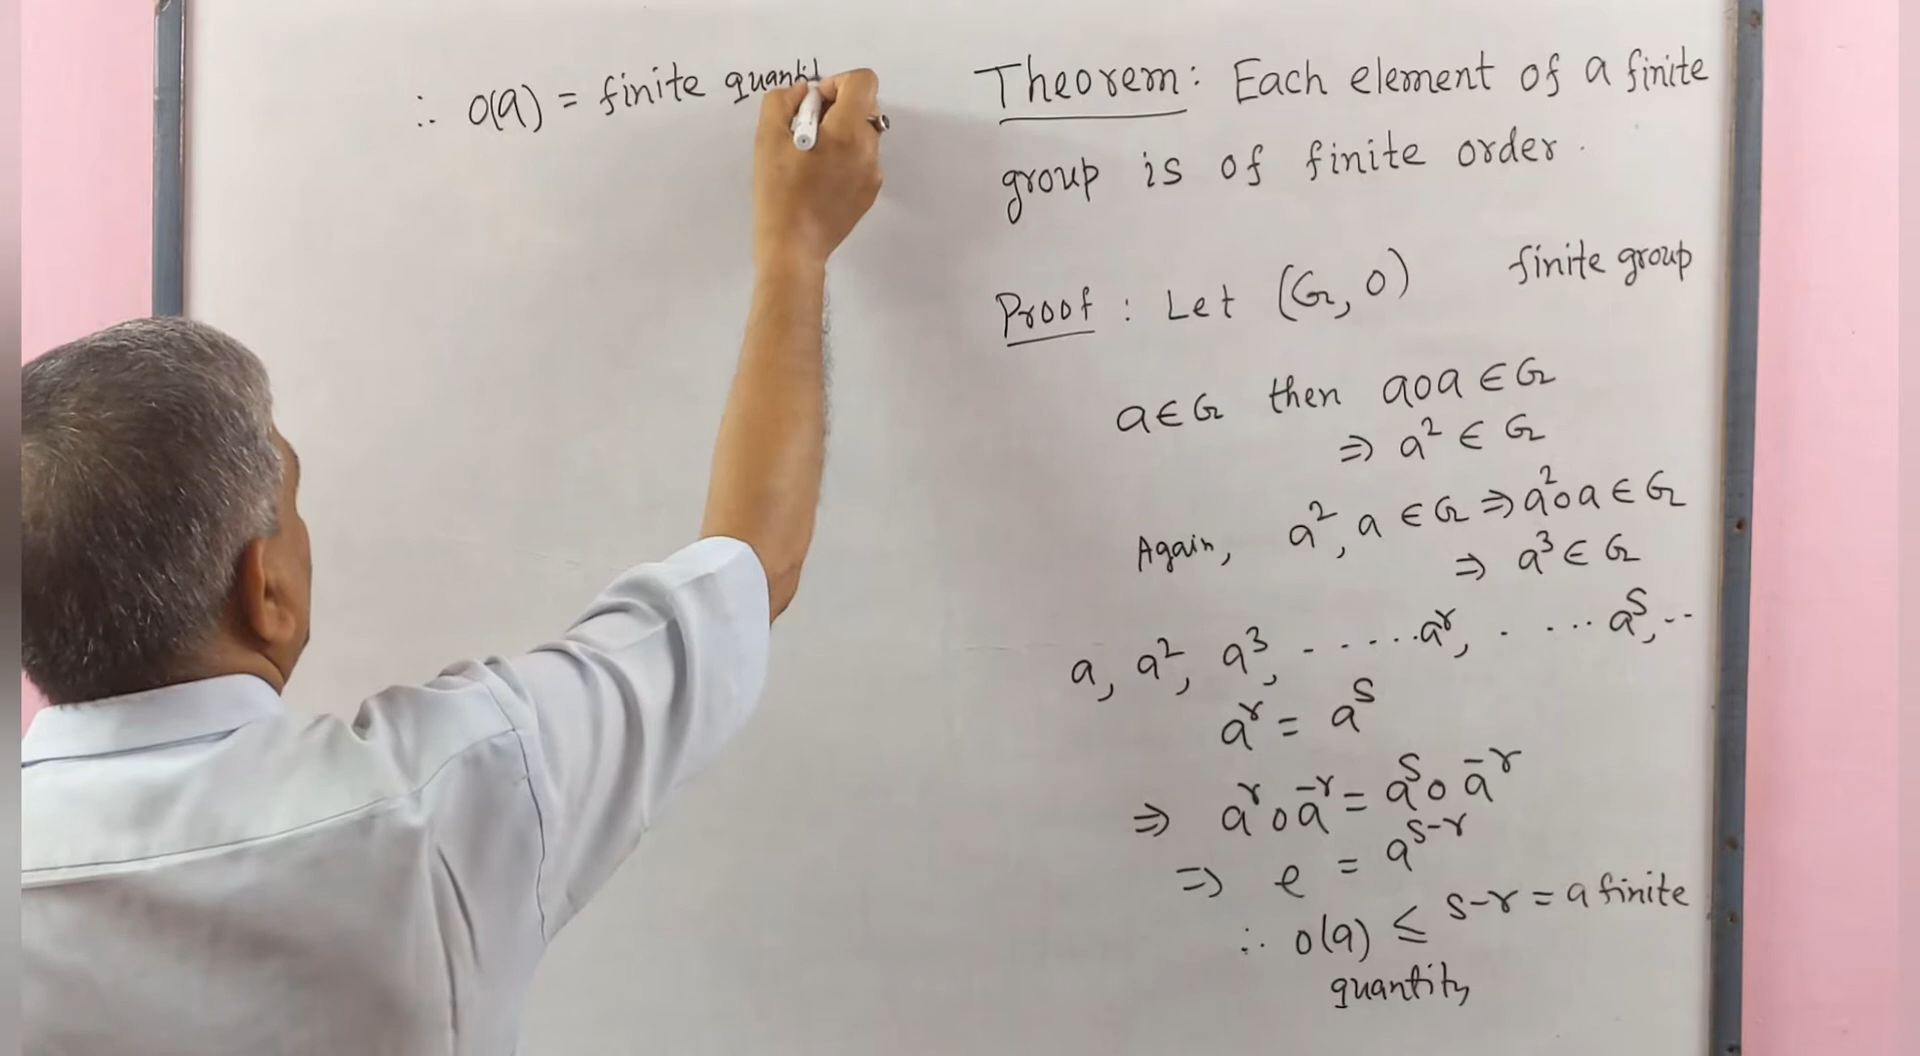 Theorem: Each element of a finite
group is of finite order.
Proof: Let (G, o) finite group
a ∈ G then a o a ∈ G
⇒ a² ∈ G
Again, a², a ∈ G ⇒ a² o a ∈ G
⇒ a³ ∈ G
a, a², a³, ......aʳ, . ....aˢ,--
aʳ = aˢ
⇒ aʳ o a⁻ʳ = aˢ o a⁻ʳ
⇒ e = aˢ⁻ʳ
∴ o(a) ≤ s-r = a finite
quantity
∴ o(a) = finite quanti